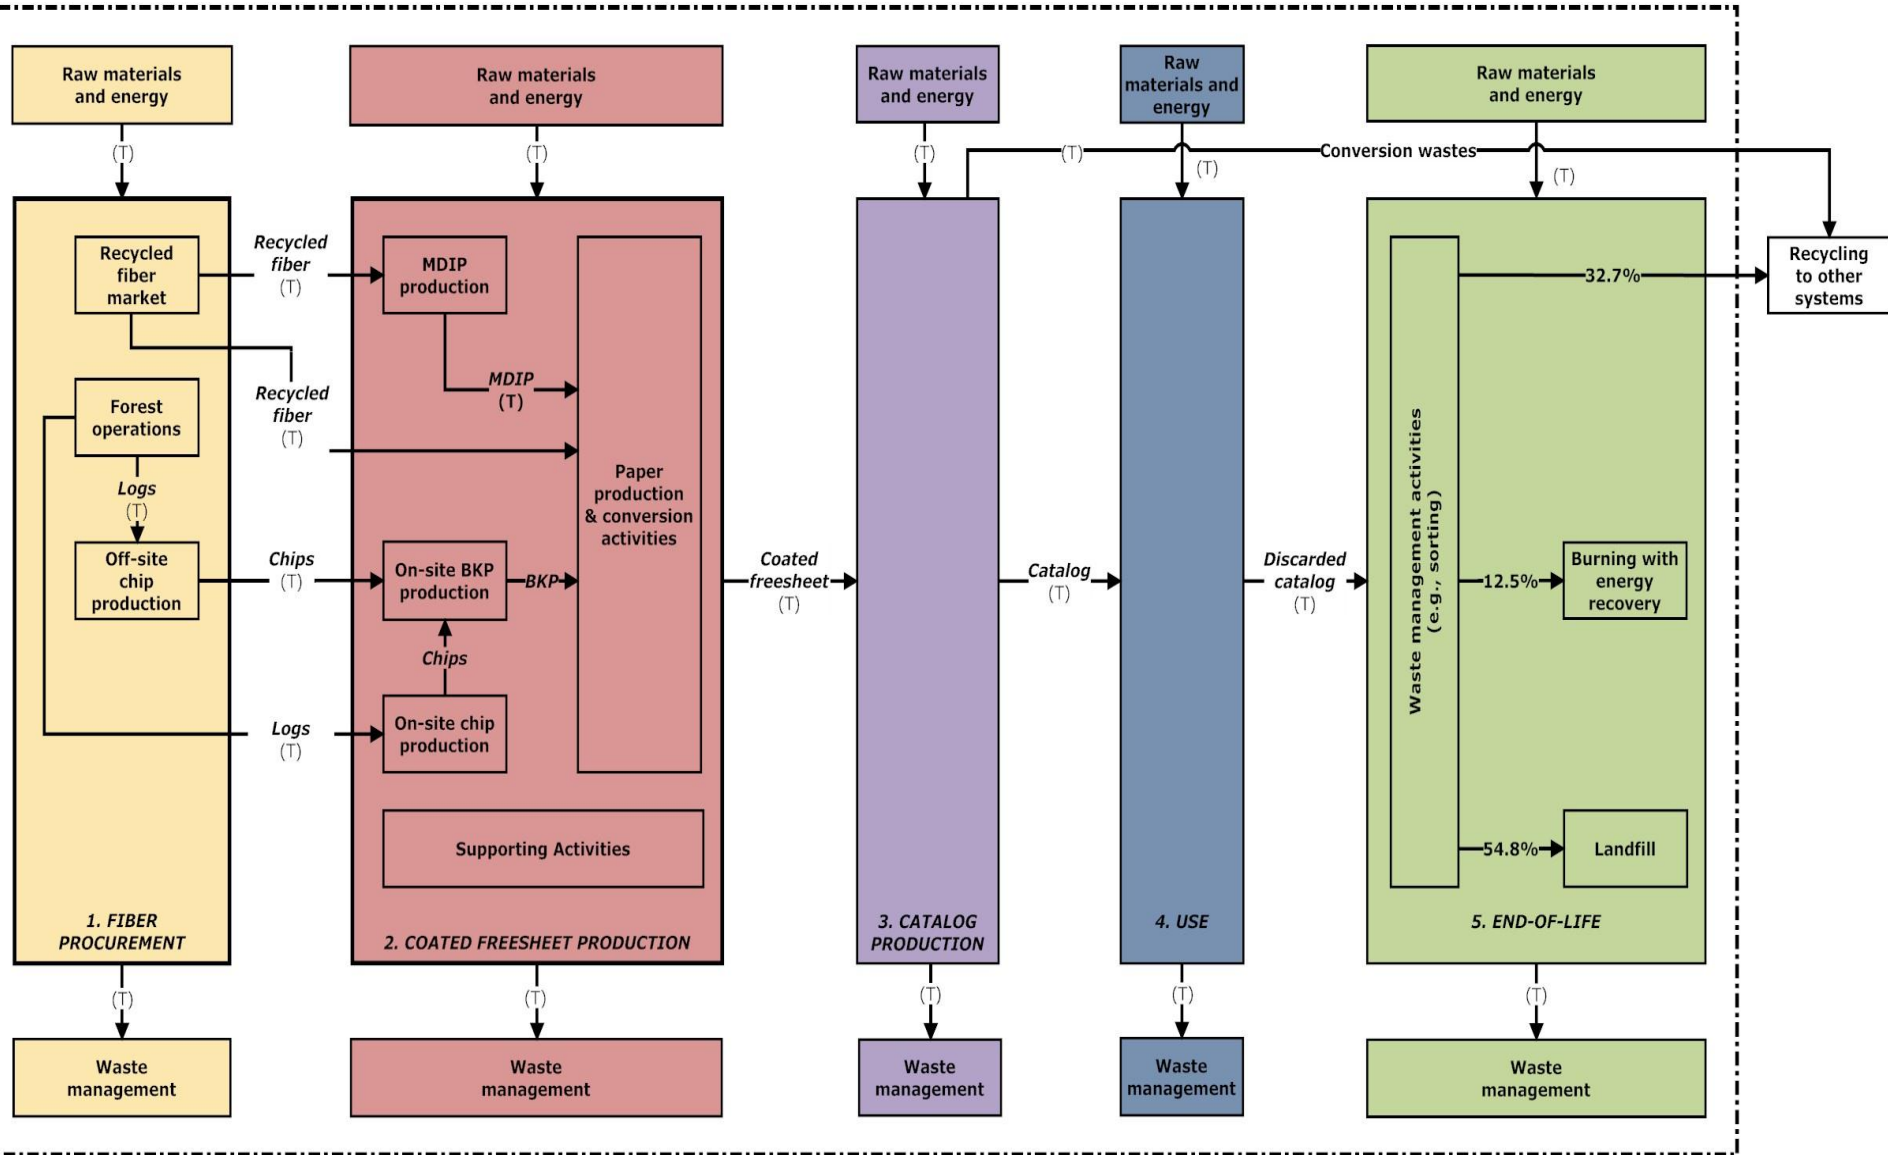 Raw materials
and energy
Raw materials
and energy
Raw materials
and energy
Raw
materials and
energy
Raw materials
and energy
(T)
(T)
(T)
(T)
(T)
(T)
Conversion wastes
Recycled
fiber
market
Recycled
fiber
(T)
MDIP
production
MDIP
(T)
Recycled
fiber
(T)
Forest
operations
Logs
(T)
Off-site
chip
production
Chips
(T)
On-site BKP
production
BKP
Chips
On-site chip
production
Logs
(T)
Paper
production
& conversion
activities
Supporting Activities
Coated
freesheet
(T)
Catalog
(T)
Discarded
catalog
(T)
Waste management activities
(e.g., sorting)
32.7%
Recycling
to other
systems
12.5%
Burning with
energy
recovery
54.8%
Landfill
1. FIBER
PROCUREMENT
2. COATED FREESHEET PRODUCTION
3. CATALOG
PRODUCTION
4. USE
5. END-OF-LIFE
(T)
(T)
(T)
(T)
(T)
Waste
management
Waste
management
Waste
management
Waste
management
Waste
management